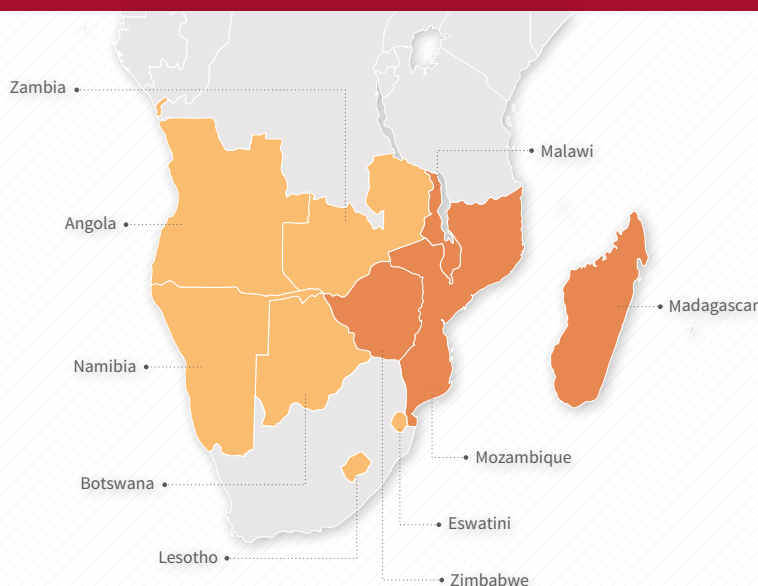 Zambia
Malawi
Angola
Madagascar
Namibia
Mozambique
Botswana
Eswatini
Lesotho
Zimbabwe